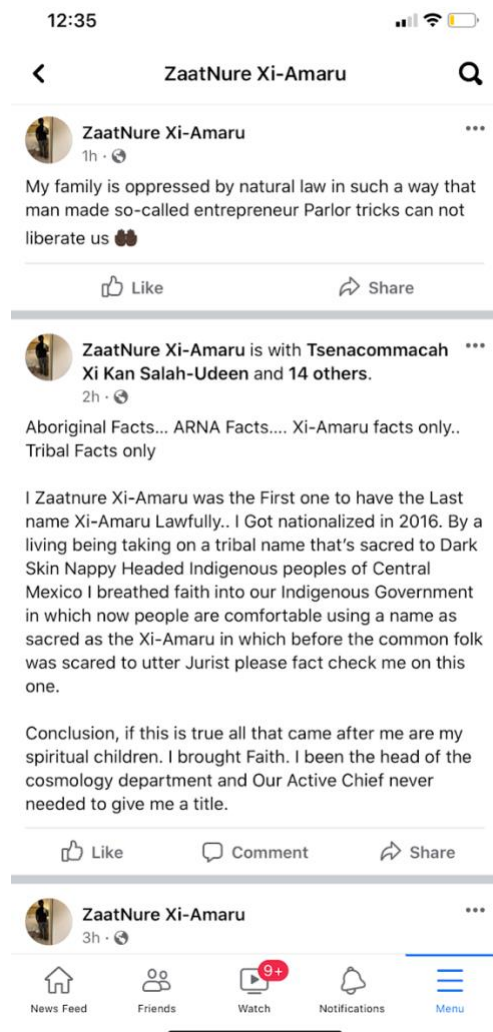 12:35
ZaatNure Xi-Amaru
ZaatNure Xi-Amaru
1h ·
My family is oppressed by natural law in such a way that
man made so-called entrepreneur Parlor tricks can not
liberate us 🤲🏿
Like
Share
ZaatNure Xi-Amaru is with Tsenacommacah
Xi Kan Salah-Udeen and 14 others.
2h ·
Aboriginal Facts... ARNA Facts.... Xi-Amaru facts only..
Tribal Facts only
I Zaatnure Xi-Amaru was the First one to have the Last
name Xi-Amaru Lawfully.. I Got nationalized in 2016. By a
living being taking on a tribal name that's sacred to Dark
Skin Nappy Headed Indigenous peoples of Central
Mexico I breathed faith into our Indigenous Government
in which now people are comfortable using a name as
sacred as the Xi-Amaru in which before the common folk
was scared to utter Jurist please fact check me on this
one.
Conclusion, if this is true all that came after me are my
spiritual children. I brought Faith. I been the head of the
cosmology department and Our Active Chief never
needed to give me a title.
Like
Comment
Share
ZaatNure Xi-Amaru
3h ·
9+
News Feed
Friends
Watch
Notifications
Menu